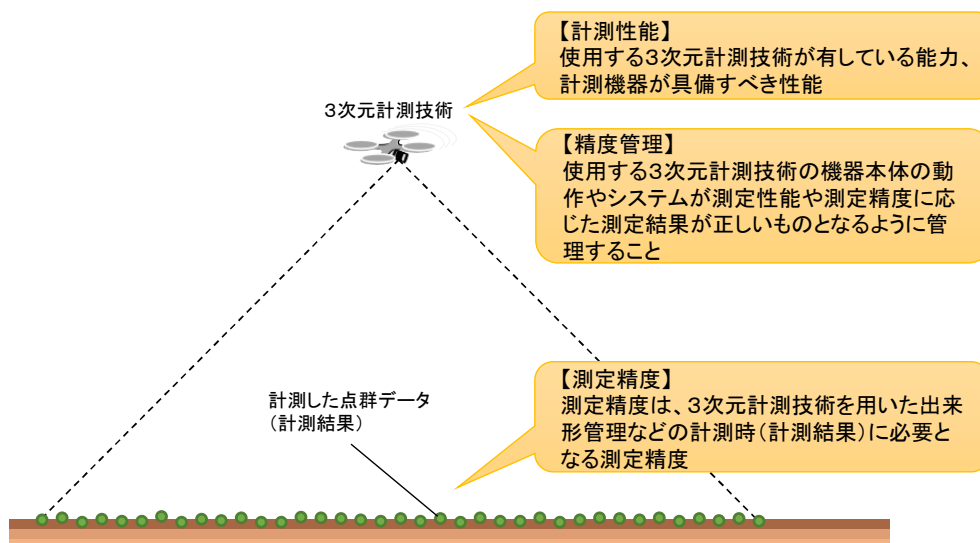 【計測性能】
使用する3次元計測技術が有している能力、
計測機器が具備すべき性能
3次元計測技術
【精度管理】
使用する3次元計測技術の機器本体の動
作やシステムが測定性能や測定精度に応
じた測定結果が正しいものとなるように管
理すること
【測定精度】
測定精度は、3次元計測技術を用いた出来
形管理などの計測時(計測結果)に必要と
なる測定精度
計測した点群データ
(計測結果)